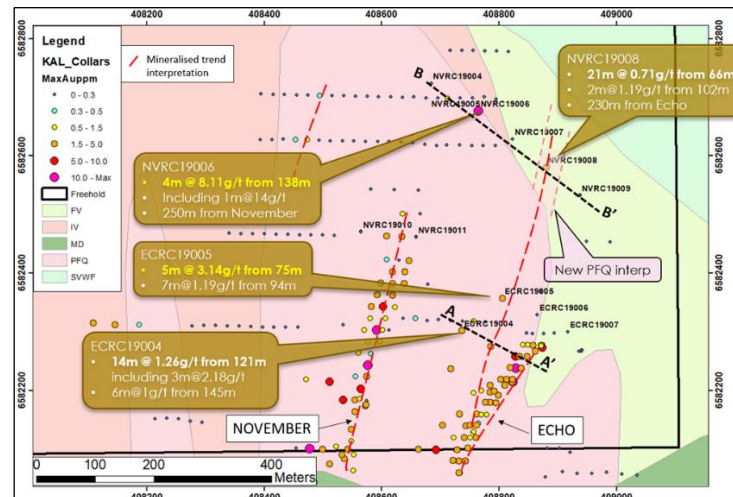 408200 408400 408600 408800 409000
6582800
6582600
6582400
6582200
Legend
KAL_Collars
MaxAuppm
0 - 0.3
0.3 - 0.5
0.5 - 1.5
1.5 - 5.0
5.0 - 10.0
10.0 - Max
Freehold
FV
IV
MD
PFQ
SVWF
Mineralised trend
interpretation
B
NVRC19004
NVRC19005
NVRC19006
NVRC19007
NVRC19008
NVRC19009
B'
NVRC19008
21m @ 0.71g/t from 66m
2m@1.19g/t from 102m
230m from Echo
NVRC19006
4m @ 8.11g/t from 138m
Including 1m@14g/t
250m from November
NVRC19010
NVRC19011
New PFQ interp
ECRC19005
5m @ 3.14g/t from 75m
7m@1.19g/t from 94m
ECRC19005
A
ECRC19004
ECRC19006
ECRC19007
A'
ECRC19004
14m @ 1.26g/t from 121m
including 3m@2.18g/t
6m@1g/t from 145m
NOVEMBER
ECHO
0 100 200 400
Meters
408200 408400 408600 408800 409000
6582800
6582600
6582400
6582200